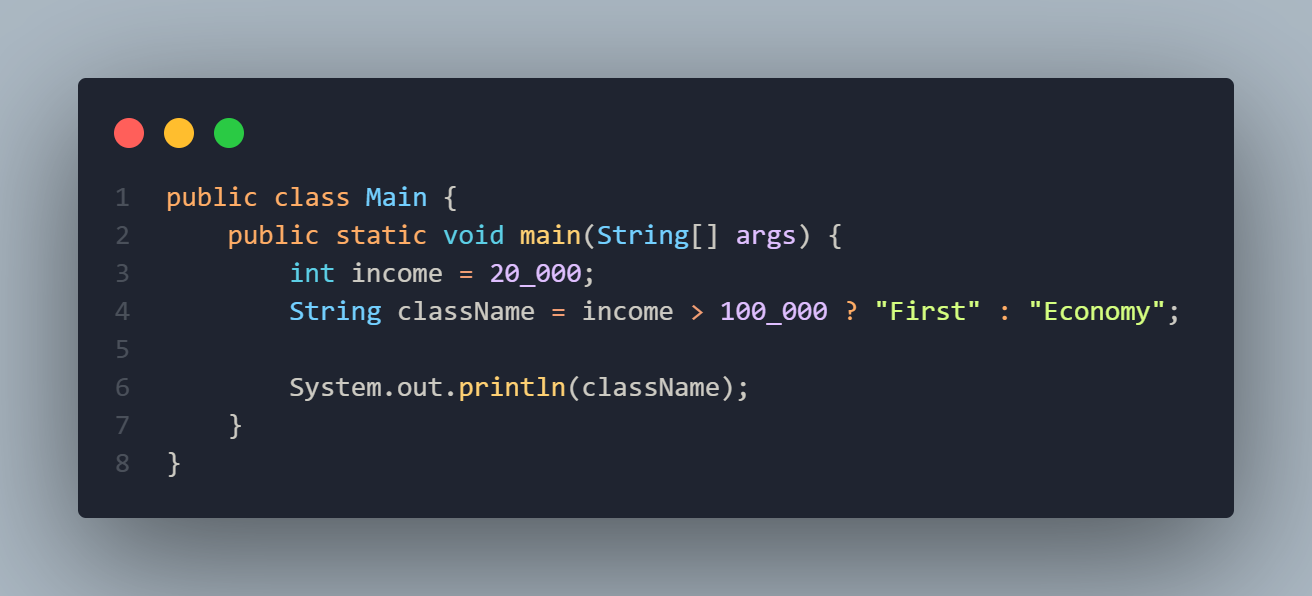 1 public class Main {
2     public static void main(String[] args) {
3         int income = 20_000;
4         String className = income > 100_000 ? "First" : "Economy";
5
6         System.out.println(className);
7     }
8 }